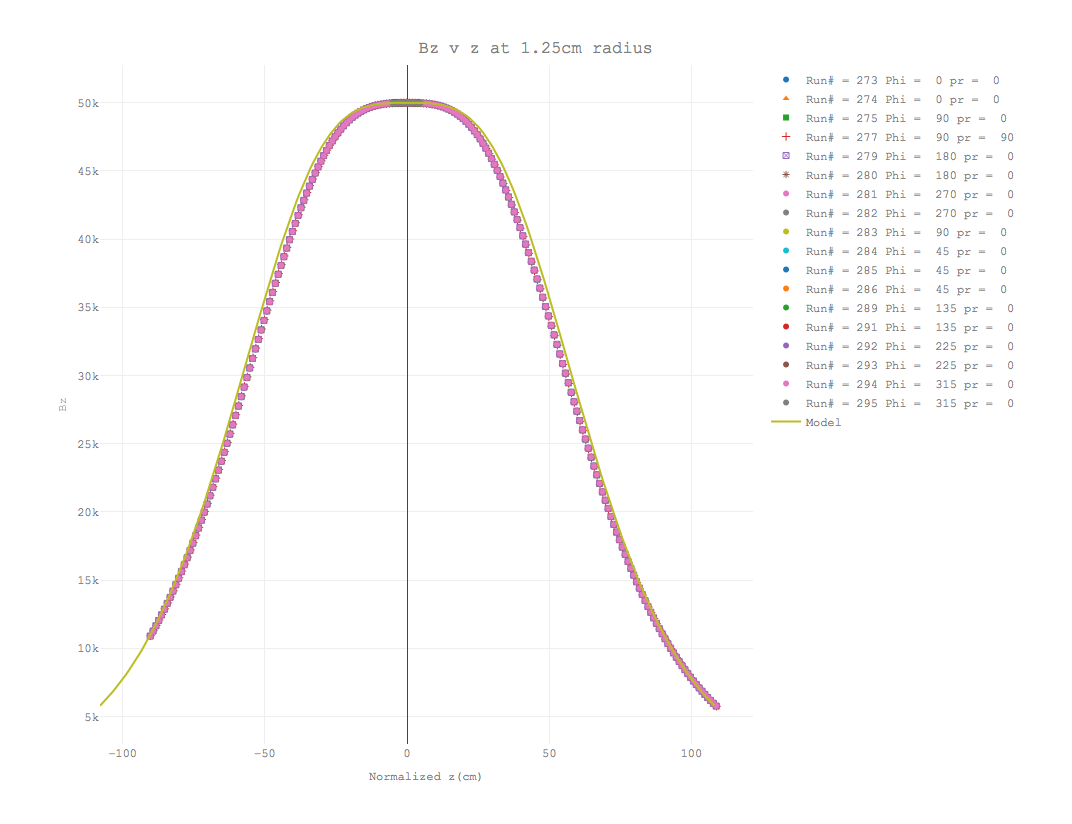 Bz v z at 1.25cm radius
50k
45k
40k
35k
30k
25k
20k
15k
10k
5k
Bz
−100
−50
0
50
100
Normalized z(cm)
Run# = 273 Phi = 0 pr = 0
Run# = 274 Phi = 0 pr = 0
Run# = 275 Phi = 90 pr = 0
Run# = 277 Phi = 90 pr = 90
Run# = 279 Phi = 180 pr = 0
Run# = 280 Phi = 180 pr = 0
Run# = 281 Phi = 270 pr = 0
Run# = 282 Phi = 270 pr = 0
Run# = 283 Phi = 90 pr = 0
Run# = 284 Phi = 45 pr = 0
Run# = 285 Phi = 45 pr = 0
Run# = 286 Phi = 45 pr = 0
Run# = 289 Phi = 135 pr = 0
Run# = 291 Phi = 135 pr = 0
Run# = 292 Phi = 225 pr = 0
Run# = 293 Phi = 225 pr = 0
Run# = 294 Phi = 315 pr = 0
Run# = 295 Phi = 315 pr = 0
Model